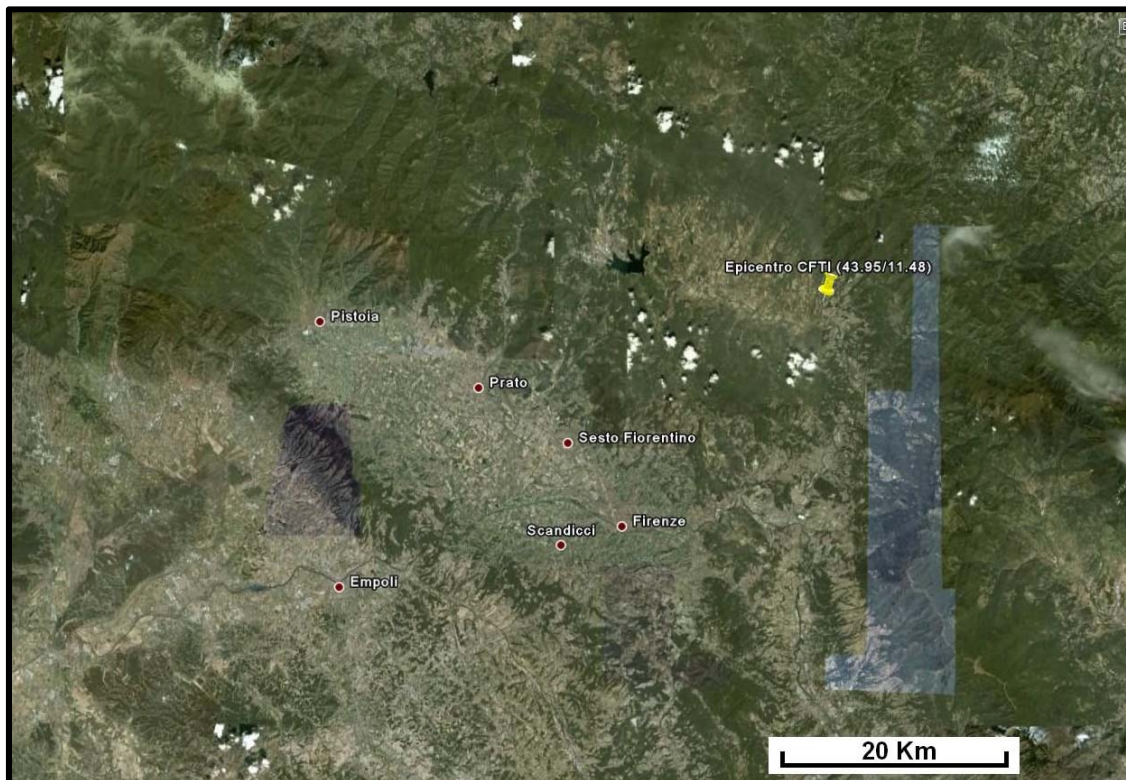 Epicentro CFTI (43.95/11.48)
Pistoia
Prato
Sesto Fiorentino
Firenze
Scandicci
Empoli
20 Km